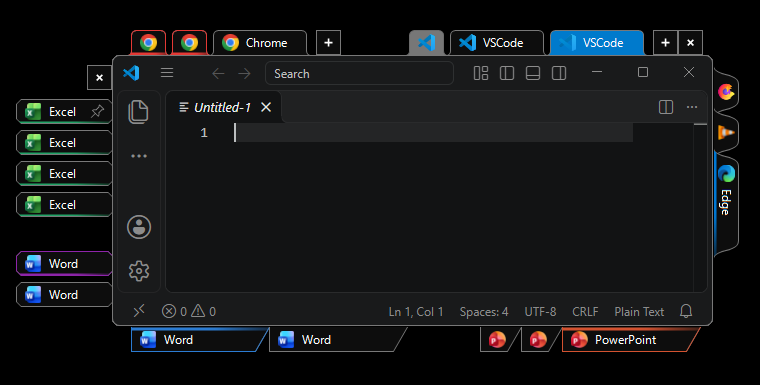 Chrome
VSCode
VSCode
Search
Excel
Excel
Excel
Excel
Word
Word
Untitled-1
1
Edge
0 0
Ln 1, Col 1
Spaces: 4
UTF-8
CRLF
Plain Text
Word
Word
PowerPoint